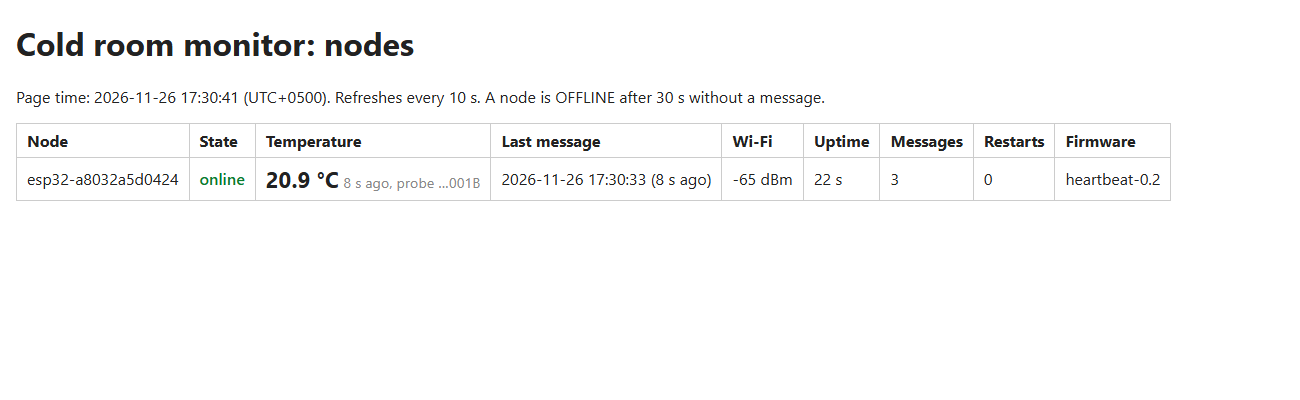 Cold room monitor: nodes
Page time: 2026-11-26 17:30:41 (UTC+0500). Refreshes every 10 s. A node is OFFLINE after 30 s without a message.
Node State Temperature Last message Wi-Fi Uptime Messages Restarts Firmware
esp32-a8032a5d0424 online 20.9 °C 8 s ago, probe ...001B 2026-11-26 17:30:33 (8 s ago) -65 dBm 22 s 3 0 heartbeat-0.2